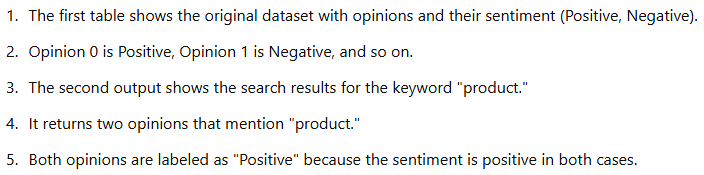 1. The first table shows the original dataset with opinions and their sentiment (Positive, Negative).
2. Opinion 0 is Positive, Opinion 1 is Negative, and so on.
3. The second output shows the search results for the keyword "product."
4. It returns two opinions that mention "product."
5. Both opinions are labeled as "Positive" because the sentiment is positive in both cases.